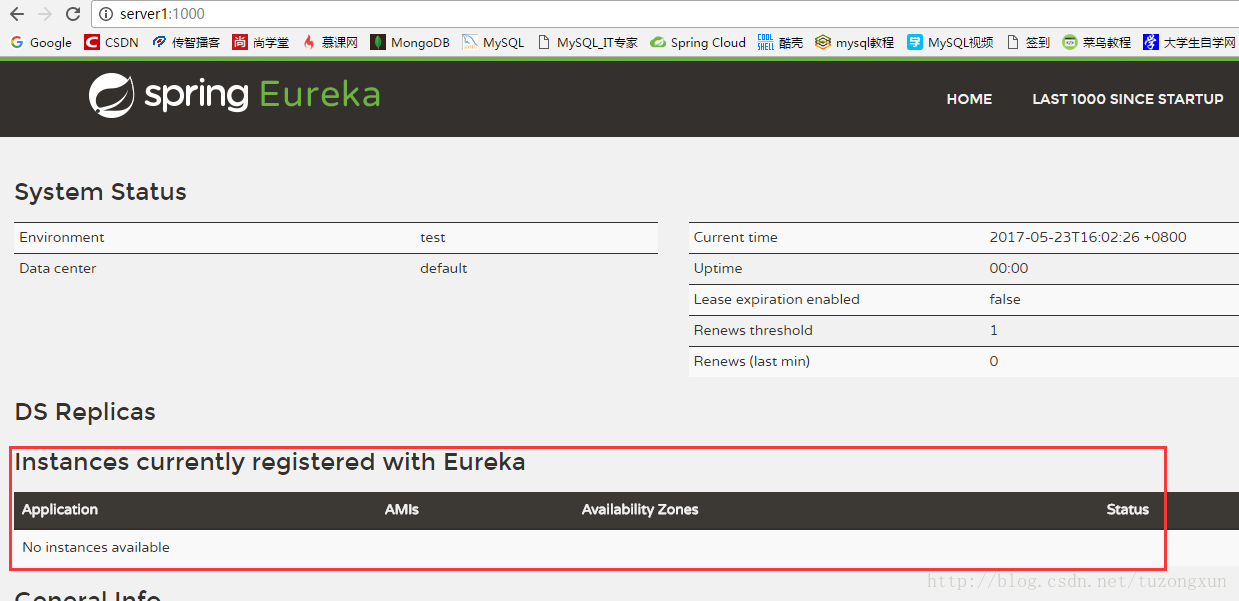 server1:1000
Google CSDN 传智播客 尚 尚学堂 慕课网 MongoDB MySQL MySQL_IT专家 Spring Cloud COOL SHELL 酷壳 mysql教程 MySQL视频 签到 菜鸟教程 大学生自学网
spring Eureka HOME LAST 1000 SINCE STARTUP
System Status
Environment test
Data center default
Current time 2017-05-23T16:02:26 +0800
Uptime 00:00
Lease expiration enabled false
Renews threshold 1
Renews (last min) 0
DS Replicas
Instances currently registered with Eureka
Application AMIs Availability Zones Status
No instances available
http://blog.csdn.net/tuzongxun
General Info